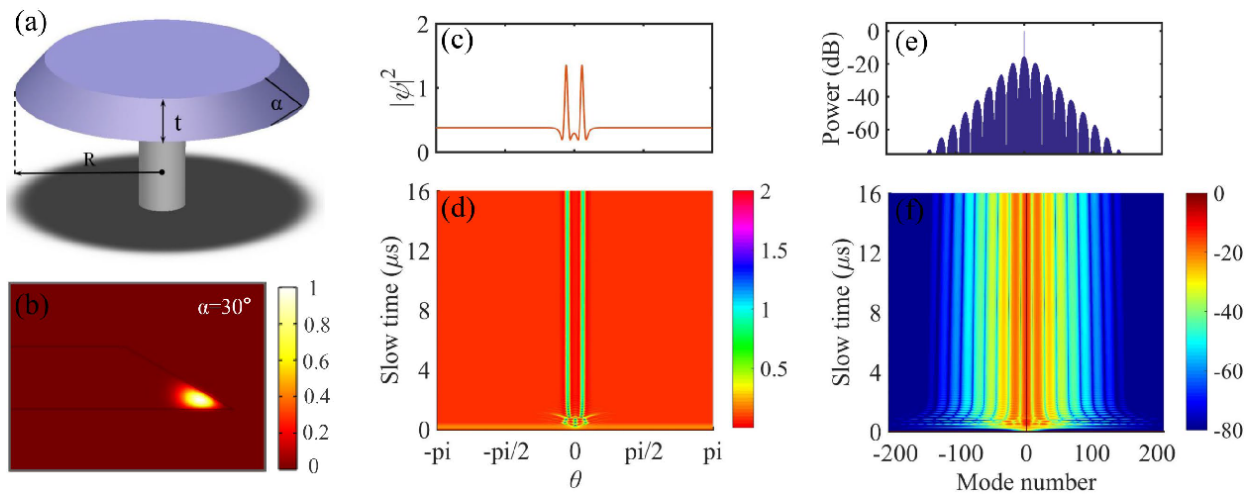 (a)
α
t
R
(b)
α=30°
1
0.8
0.6
0.4
0.2
0
(c)
|ψ|²
2
1
0
(d)
Slow time (μs)
16
12
8
4
0
-pi
-pi/2
0
pi/2
pi
θ
2
1.5
1
0.5
(e)
Power (dB)
0
-20
-40
-60
(f)
Slow time (μs)
16
12
8
4
0
-200
-100
0
100
200
Mode number
0
-20
-40
-60
-80